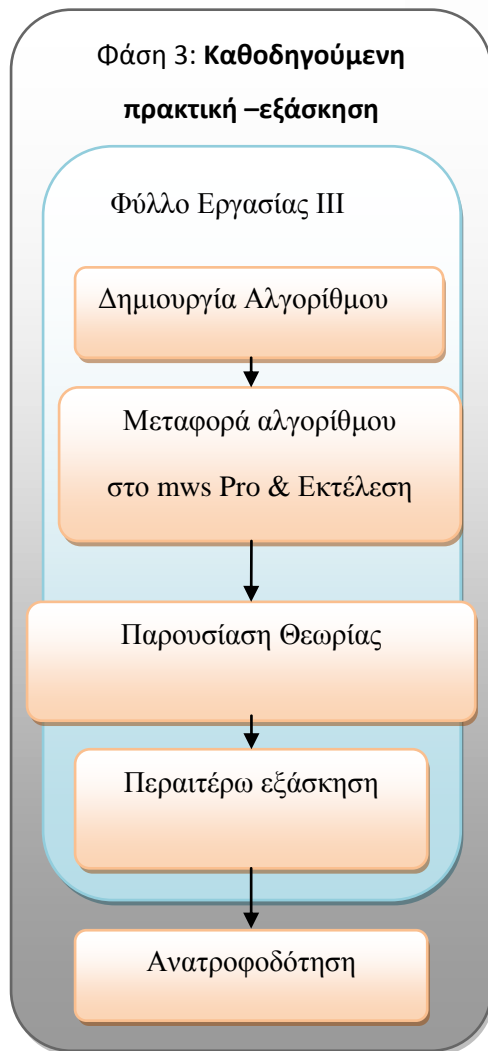 Φάση 3: Καθοδηγούμενη
πρακτική –εξάσκηση
Φύλλο Εργασίας ΙΙΙ
Δημιουργία Αλγορίθμου
Μεταφορά αλγορίθμου
στο mws Pro & Εκτέλεση
Παρουσίαση Θεωρίας
Περαιτέρω εξάσκηση
Ανατροφοδότηση